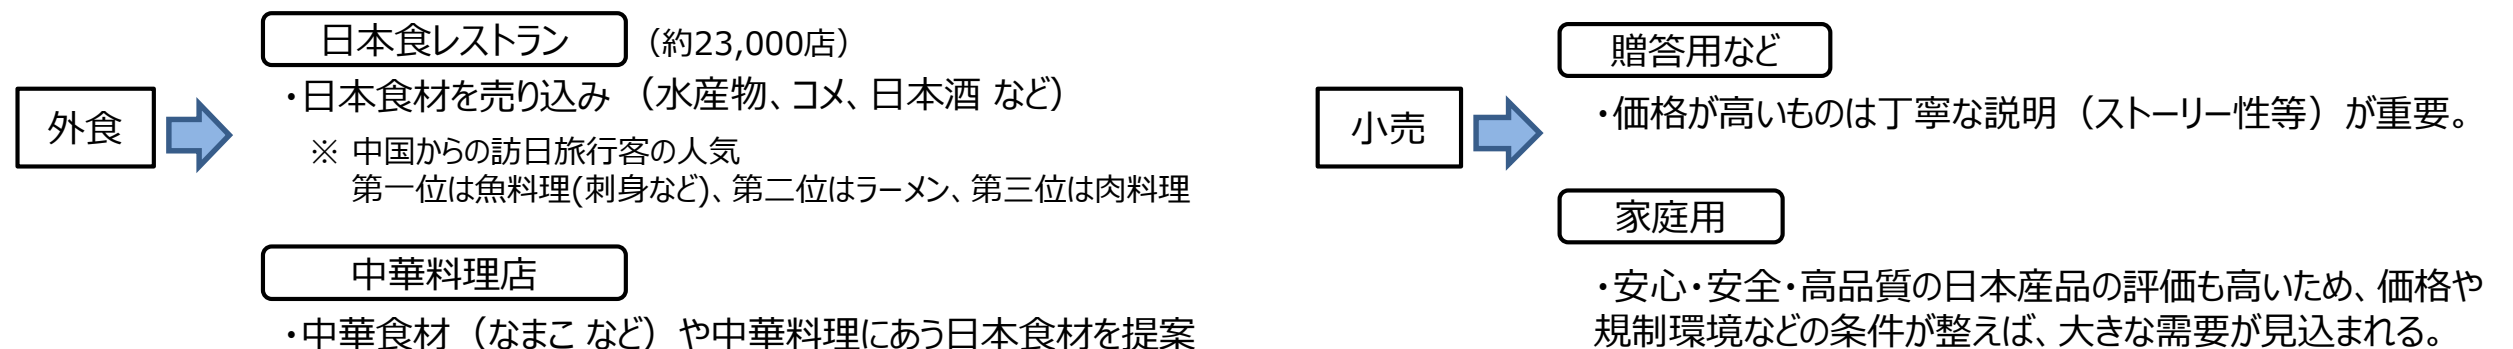 外食
日本食レストラン
（約23,000店）
・日本食材を売り込み （水産物、コメ、日本酒 など）
※ 中国からの訪日旅行客の人気
第一位は魚料理(刺身など)、第二位はラーメン、第三位は肉料理
中華料理店
・中華食材（なまこ など）や中華料理にあう日本食材を提案
小売
贈答用など
・価格が高いものは丁寧な説明（ストーリー性等）が重要。
家庭用
・安心・安全・高品質の日本産品の評価も高いため、価格や
規制環境などの条件が整えば、大きな需要が見込まれる。